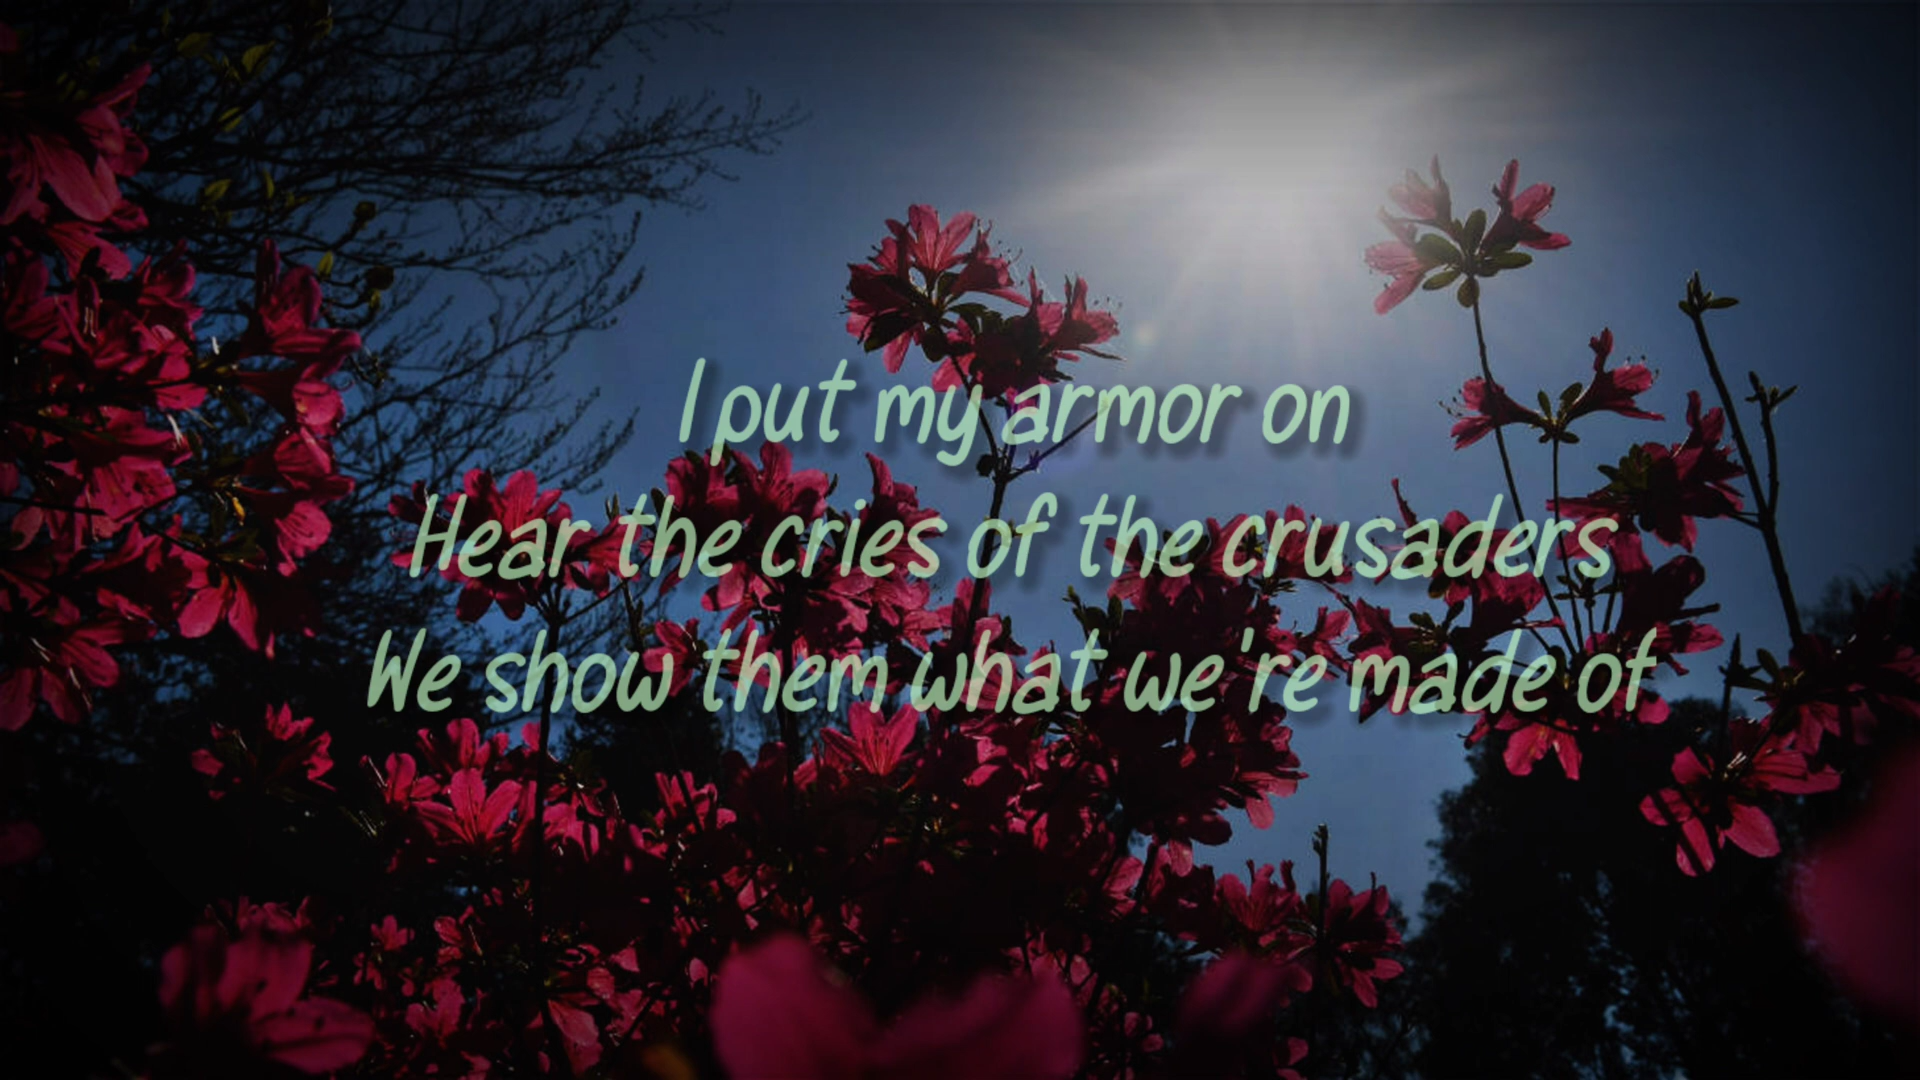 I put my armor on
Hear the cries of the crusaders
We show them what we're made of